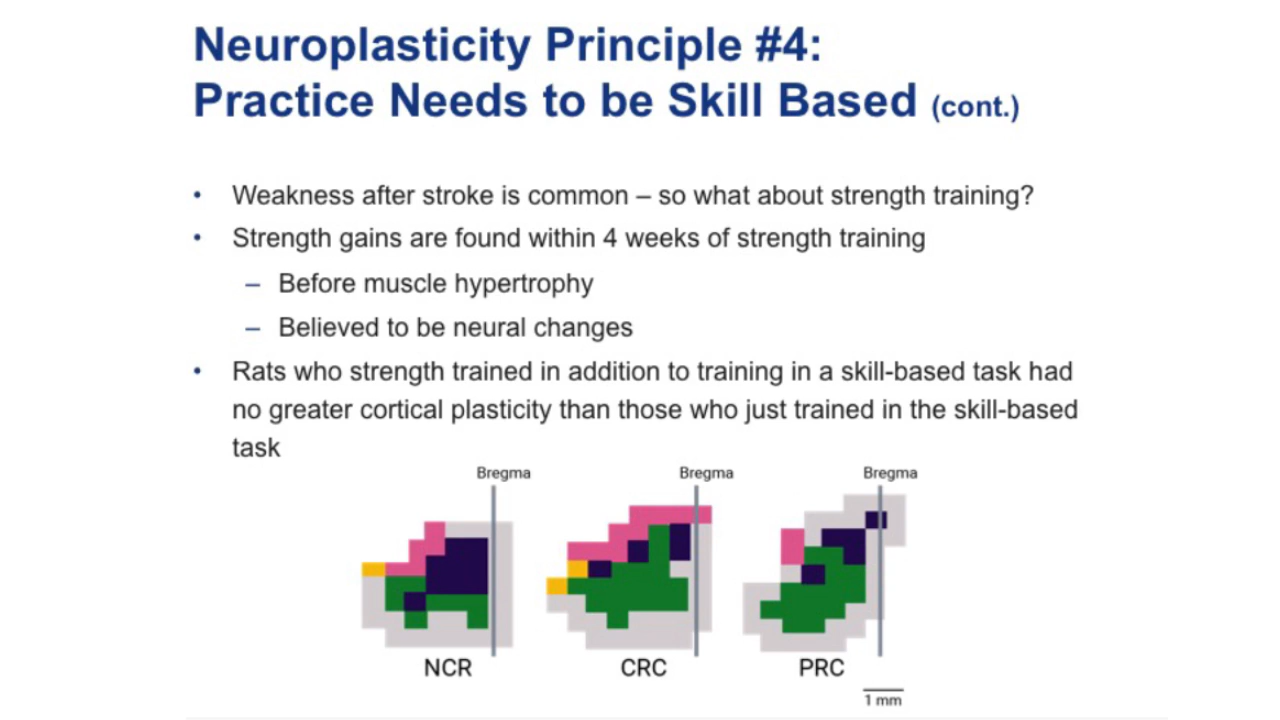 Neuroplasticity Principle #4:
Practice Needs to be Skill Based (cont.)
• Weakness after stroke is common – so what about strength training?
• Strength gains are found within 4 weeks of strength training
– Before muscle hypertrophy
– Believed to be neural changes
• Rats who strength trained in addition to training in a skill-based task had
no greater cortical plasticity than those who just trained in the skill-based
task
Bregma Bregma Bregma
NCR CRC PRC
1 mm